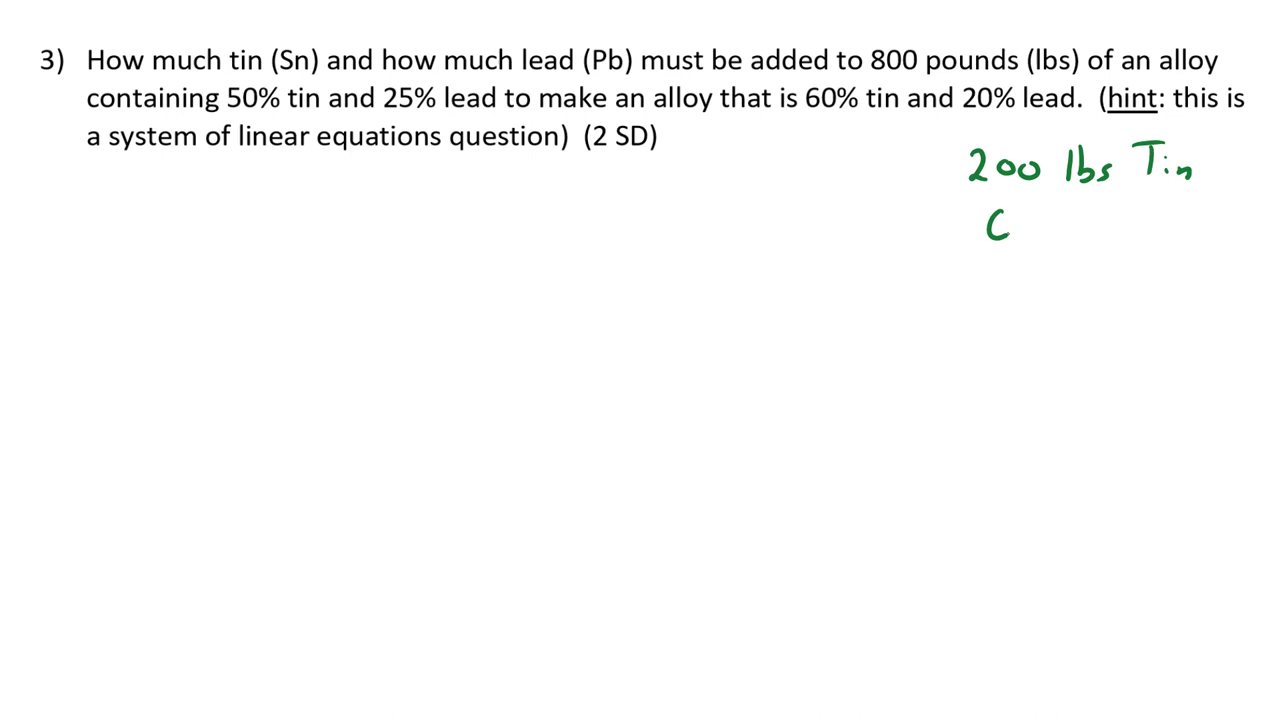 3) How much tin (Sn) and how much lead (Pb) must be added to 800 pounds (lbs) of an alloy
containing 50% tin and 25% lead to make an alloy that is 60% tin and 20% lead. (hint: this is
a system of linear equations question) (2 SD)
200 lbs Tin
C